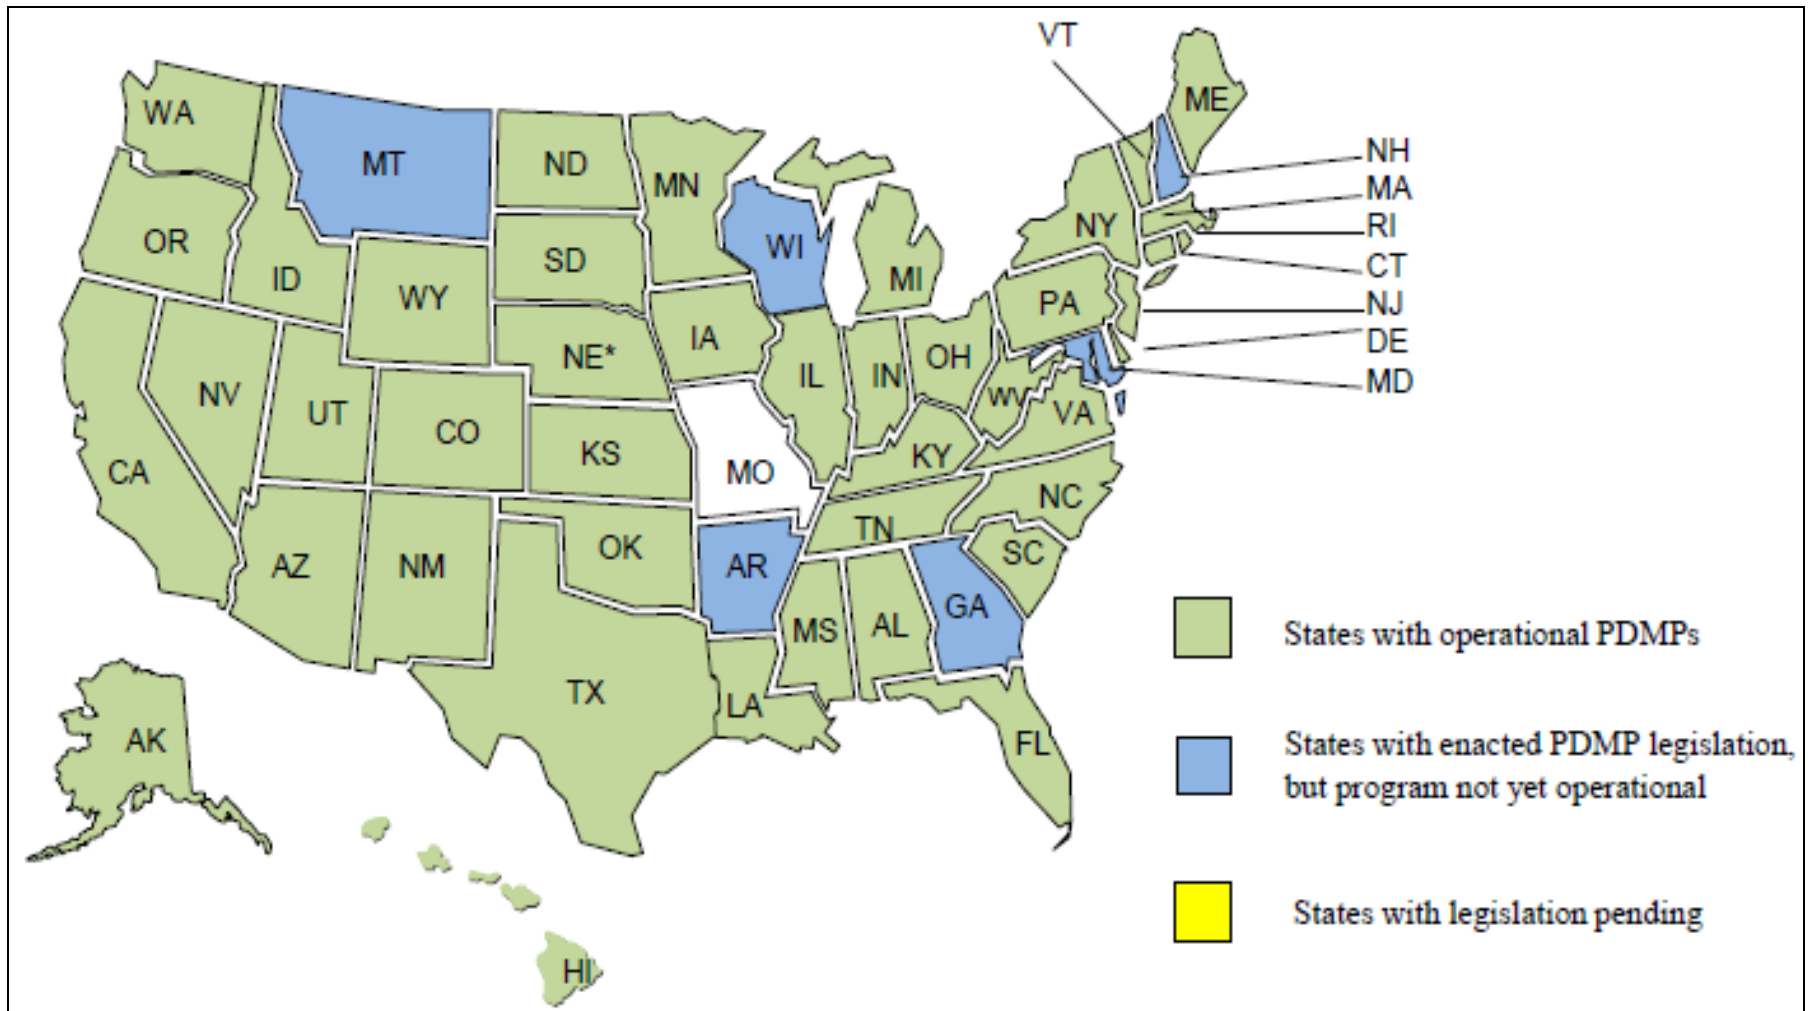 VT
ME
WA
NH
MT
ND
MN
MA
NY
RI
OR
WI
SD
CT
ID
MI
WY
PA
NJ
IA
DE
NE*
OH
IL
IN
MD
NV
WV
UT
VA
CO
KS
KY
CA
MO
NC
TN
OK
SC
AZ
NM
AR
GA
MS
AL
States with operational PDMPs
TX
LA
AK
FL
States with enacted PDMP legislation,
but program not yet operational
States with legislation pending
HI